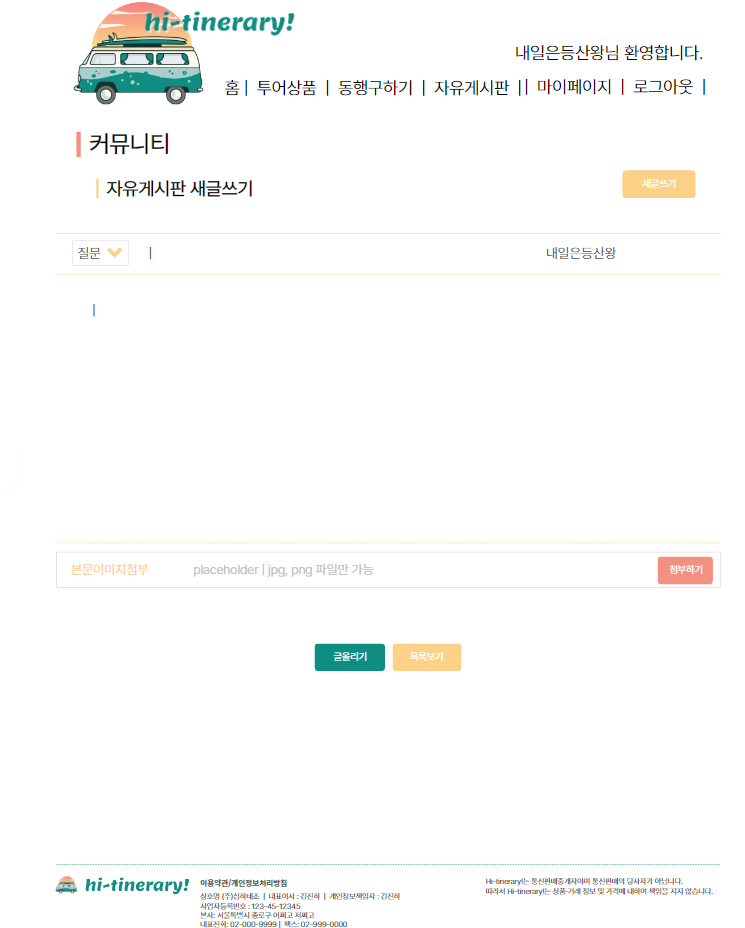 hi-tinerary!
내일은등산왕님 환영합니다.
홈 | 투어상품 | 동행구하기 | 자유게시판 || 마이페이지 | 로그아웃 |
커뮤니티
자유게시판 새글쓰기
새글쓰기
질문
내일은등산왕
본문이미지첨부 placeholder | jpg, png 파일만 가능 첨부하기
글올리기 목록보기
hi-tinerary!
이용약관/개인정보처리방침
상호명 (주)신하네조 | 대표이사 : 김진하 | 개인정보책임자 : 김진하
사업자등록번호 : 123-45-12345
본사: 서울특별시 종로구 어쩌고 저쩌고
대표전화: 02-000-9999 | 팩스: 02-999-0000
Hi-tinerary!는 통신판매중개자이며 통신판매의 당사자가 아닙니다.
따라서 Hi-tinerary!는 상품·거래 정보 및 가격에 대하여 책임을 지지 않습니다.